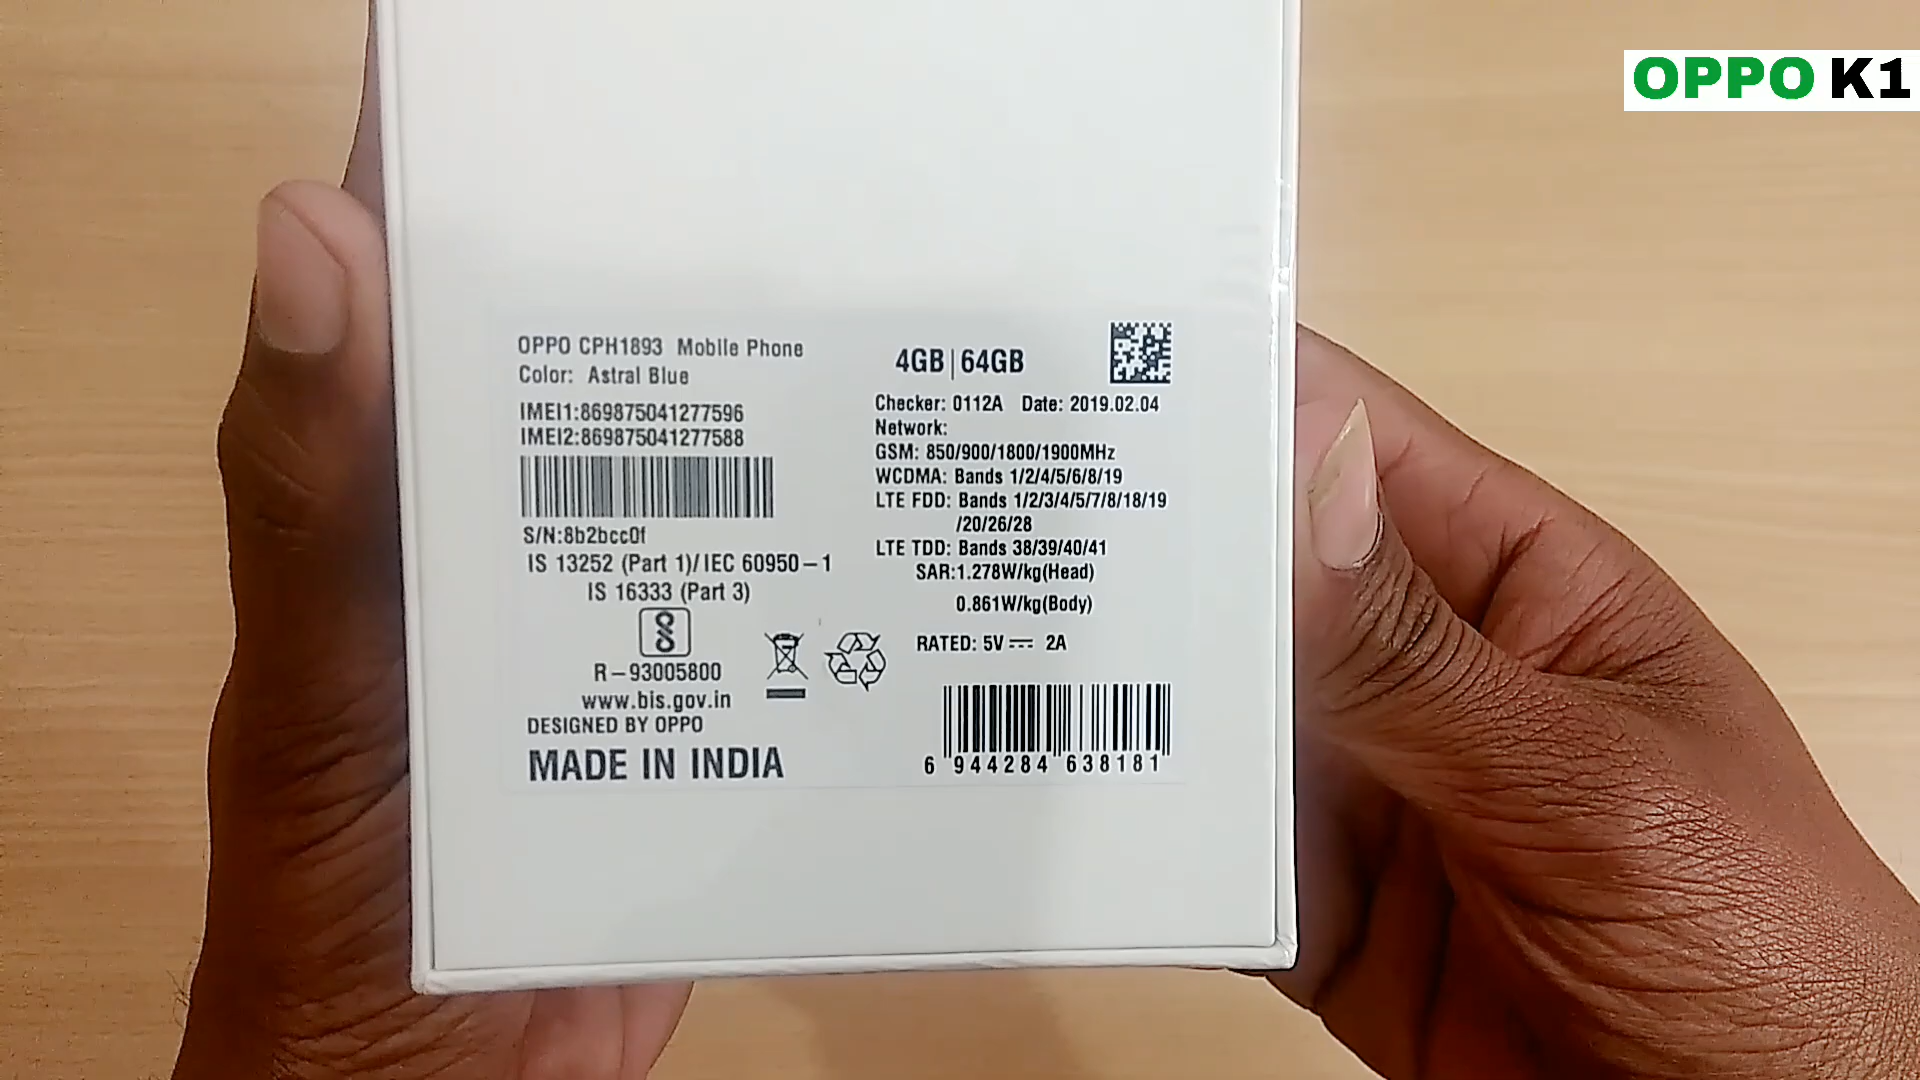 OPPO K1
OPPO CPH1893 Mobile Phone
Color: Astral Blue
IMEI1:869875041277596
IMEI2:869875041277588
S/N:8b2bcc0f
IS 13252 (Part 1)/IEC 60950-1
IS 16333 (Part 3)
R-93005800
www.bis.gov.in
DESIGNED BY OPPO
MADE IN INDIA
4GB|64GB
Checker: 0112A Date: 2019.02.04
Network:
GSM: 850/900/1800/1900MHz
WCDMA: Bands 1/2/4/5/6/8/19
LTE FDD: Bands 1/2/3/4/5/7/8/18/19
/20/26/28
LTE TDD: Bands 38/39/40/41
SAR:1.278W/kg(Head)
0.861W/kg(Body)
RATED: 5V ⎓ 2A
6 944284 638181